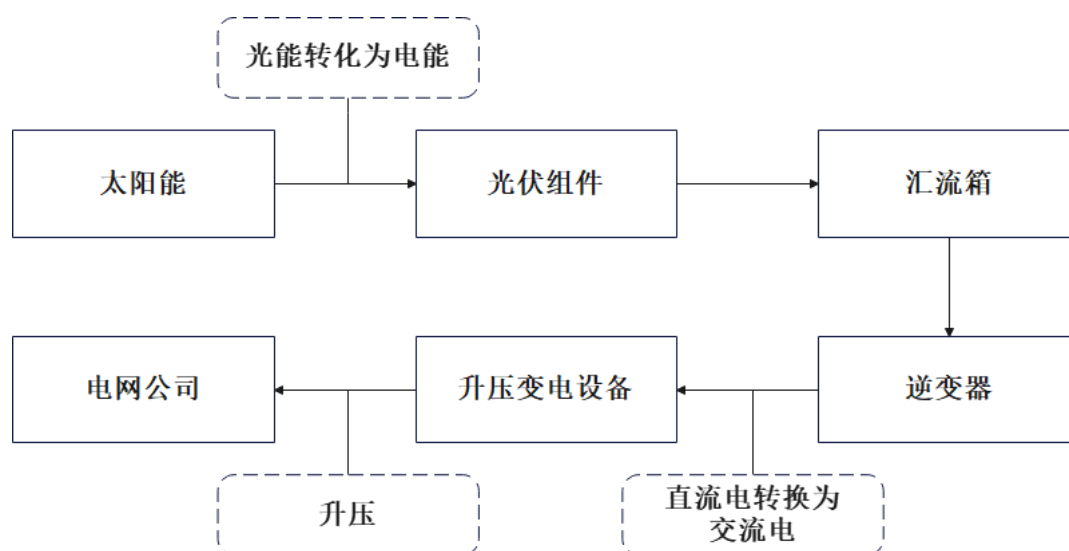 光能转化为电能
太阳能
光伏组件
汇流箱
电网公司
升压变电设备
逆变器
升压
直流电转换为
交流电